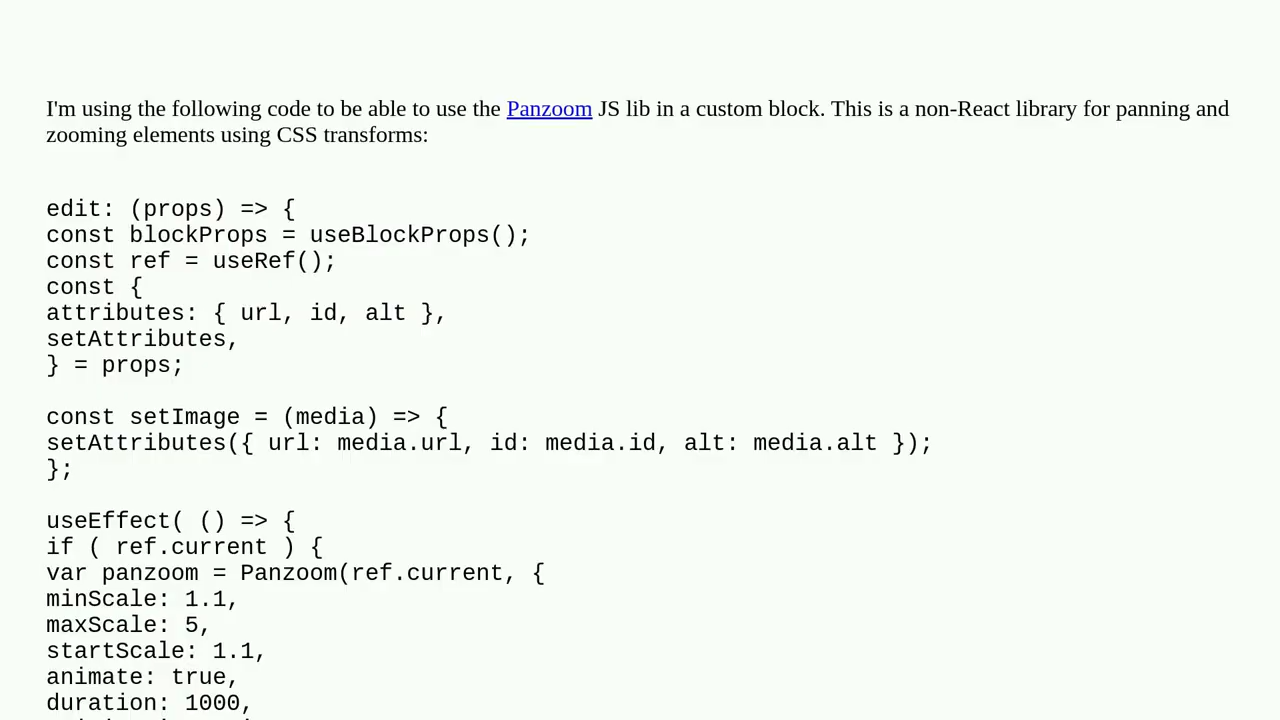 I'm using the following code to be able to use the Panzoom JS lib in a custom block. This is a non-React library for panning and
zooming elements using CSS transforms:
edit: (props) => {
const blockProps = useBlockProps();
const ref = useRef();
const {
attributes: { url, id, alt },
setAttributes,
} = props;
const setImage = (media) => {
setAttributes({ url: media.url, id: media.id, alt: media.alt });
};
useEffect( () => {
if ( ref.current ) {
var panzoom = Panzoom(ref.current, {
minScale: 1.1,
maxScale: 5,
startScale: 1.1,
animate: true,
duration: 1000,